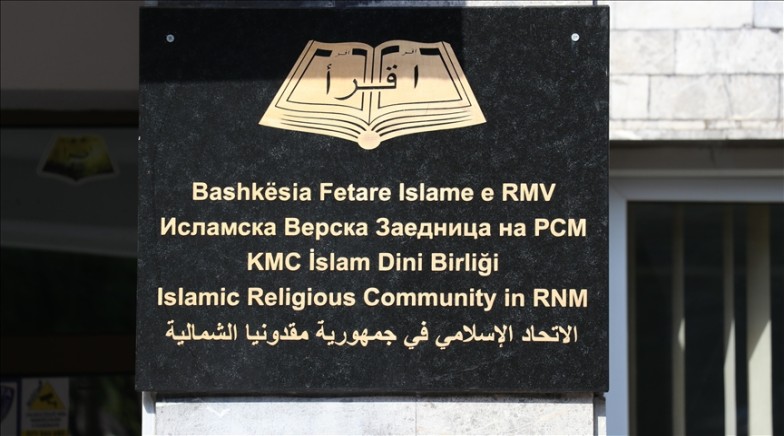 اقرأ
Bashkësia Fetare Islame e RMV
Исламска Верска Заедница на РСМ
KMC İslam Dini Birliği
Islamic Religious Community in RNM
الاتحاد الإسلامي في جمهورية مقدونيا الشمالية